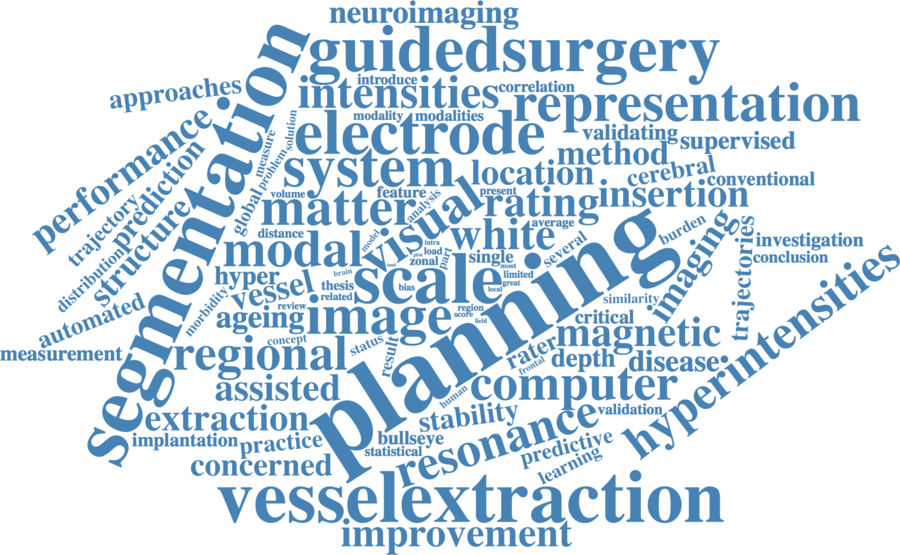 neuroimaging
guidedsurgery
introduce
approaches
intensities
correlation
representation
segmentation
modality
modalities
performance
measure
solution
electrode
validating
supervised
problem
prediction
system
location
method
cerebral
conventional
trajectory
structure
global
volume
feature
analysis
present
insertion
matter
visual
rating
average
burden
distance
model
intra
white
several
imaging
trajectories
investigation
distribution
modal
load
part
single
conclusion
zonal
most
hyper
brain
tool
plot
limited
vessel
thesis
scale
bias
great
local
planning
similarity
hyperintensities
related
morbidity
review
region
automated
ageing
image
score
field
critical
magnetic
measurement
concept
status
result
rater
regional
frontal
depth
disease
assisted
human
computer
extraction
stability
resonance
validation
implantation
practice
bullseye
predictive
statistical
concerned
learning
vesselextraction
improvement